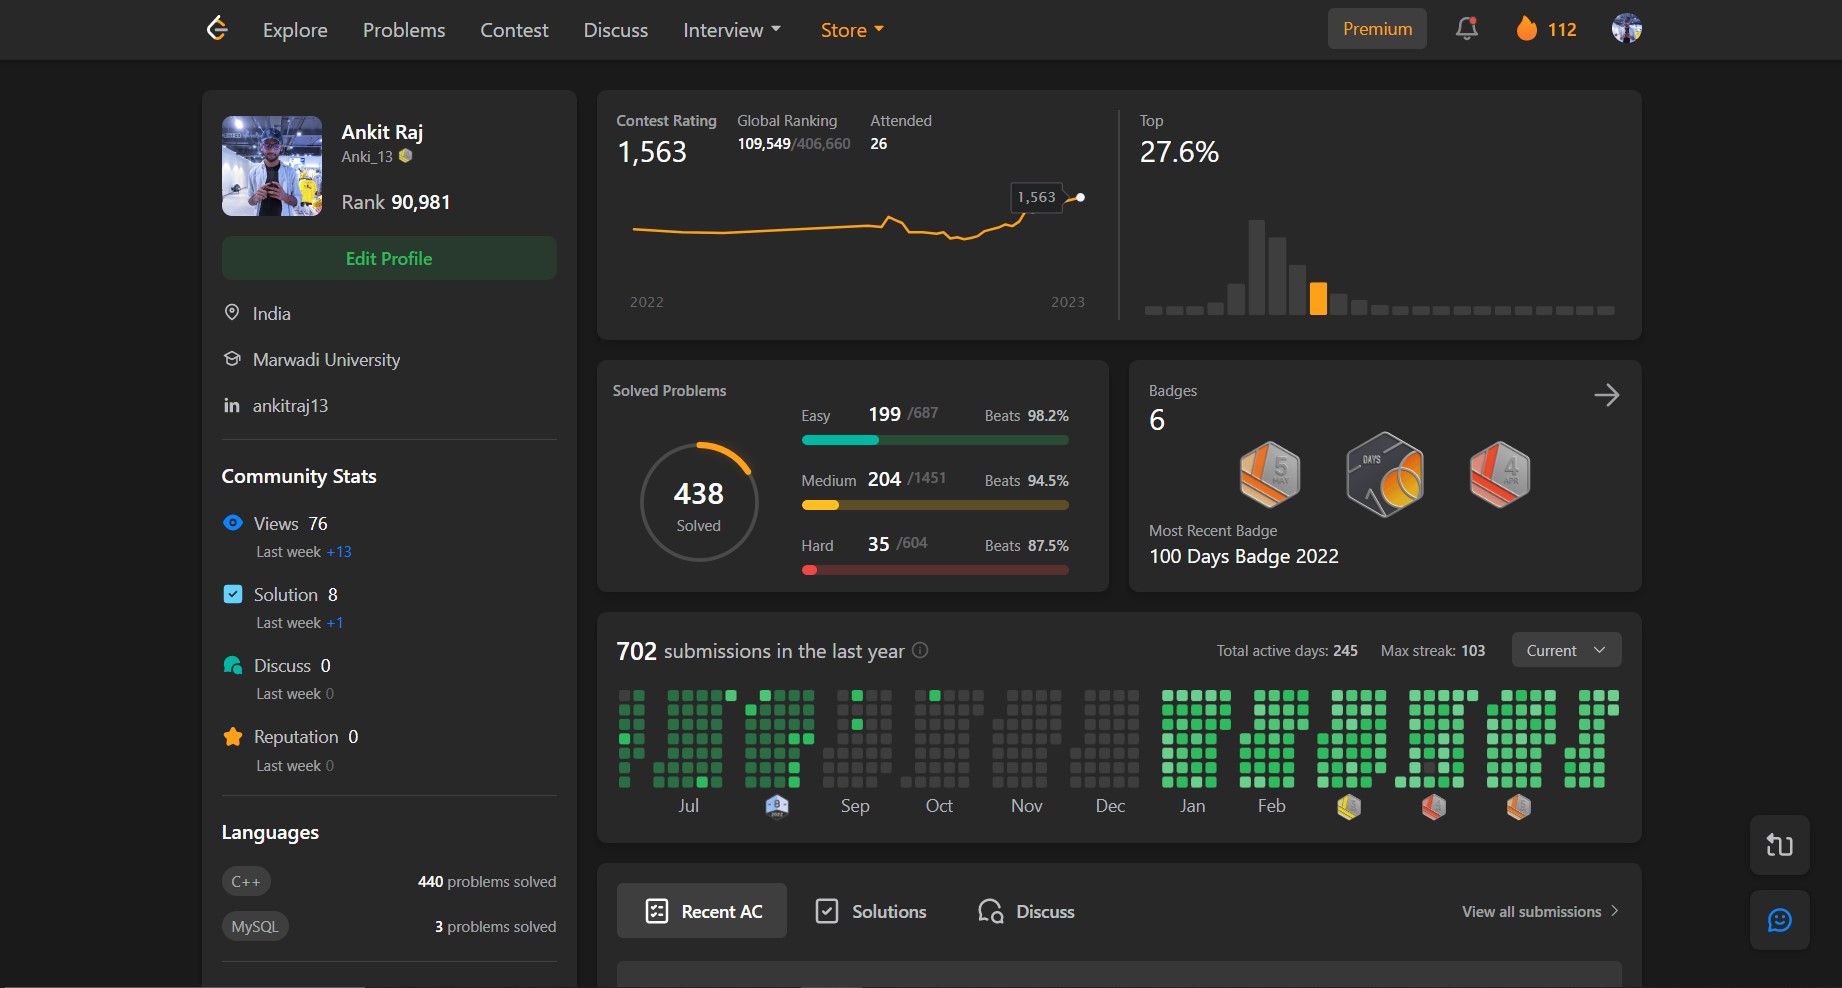 Explore Problems Contest Discuss Interview Store Premium 112
Ankit Raj
Anki_13
Rank 90,981
Edit Profile
India
Marwadi University
ankitraj13
Community Stats
Views 76
Last week +13
Solution 8
Last week +1
Discuss 0
Last week 0
Reputation 0
Last week 0
Languages
C++ 440 problems solved
MySQL 3 problems solved
Contest Rating Global Ranking Attended
1,563 109,549/406,660 26
1,563
2022 2023
Top
27.6%
Solved Problems
438
Solved
Easy 199 /687 Beats 98.2%
Medium 204 /1451 Beats 94.5%
Hard 35 /604 Beats 87.5%
Badges
6
5 MAY
DAYS
4 APR
Most Recent Badge
100 Days Badge 2022
702 submissions in the last year Total active days: 245 Max streak: 103 Current
Jul Sep Oct Nov Dec Jan Feb
Recent AC Solutions Discuss View all submissions